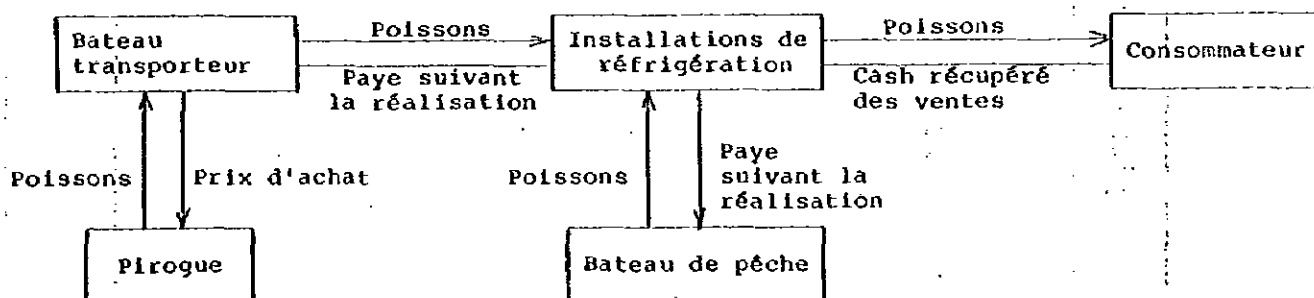 Bateau
transporteur
Poissons
Paye suivant
la réalisation
Installations de
réfrigération
Poissons
Cash récupéré
des ventes
Consommateur
Poissons
Prix d'achat
Poissons
Paye
suivant la
réalisation
Pirogue
Bateau de pêche